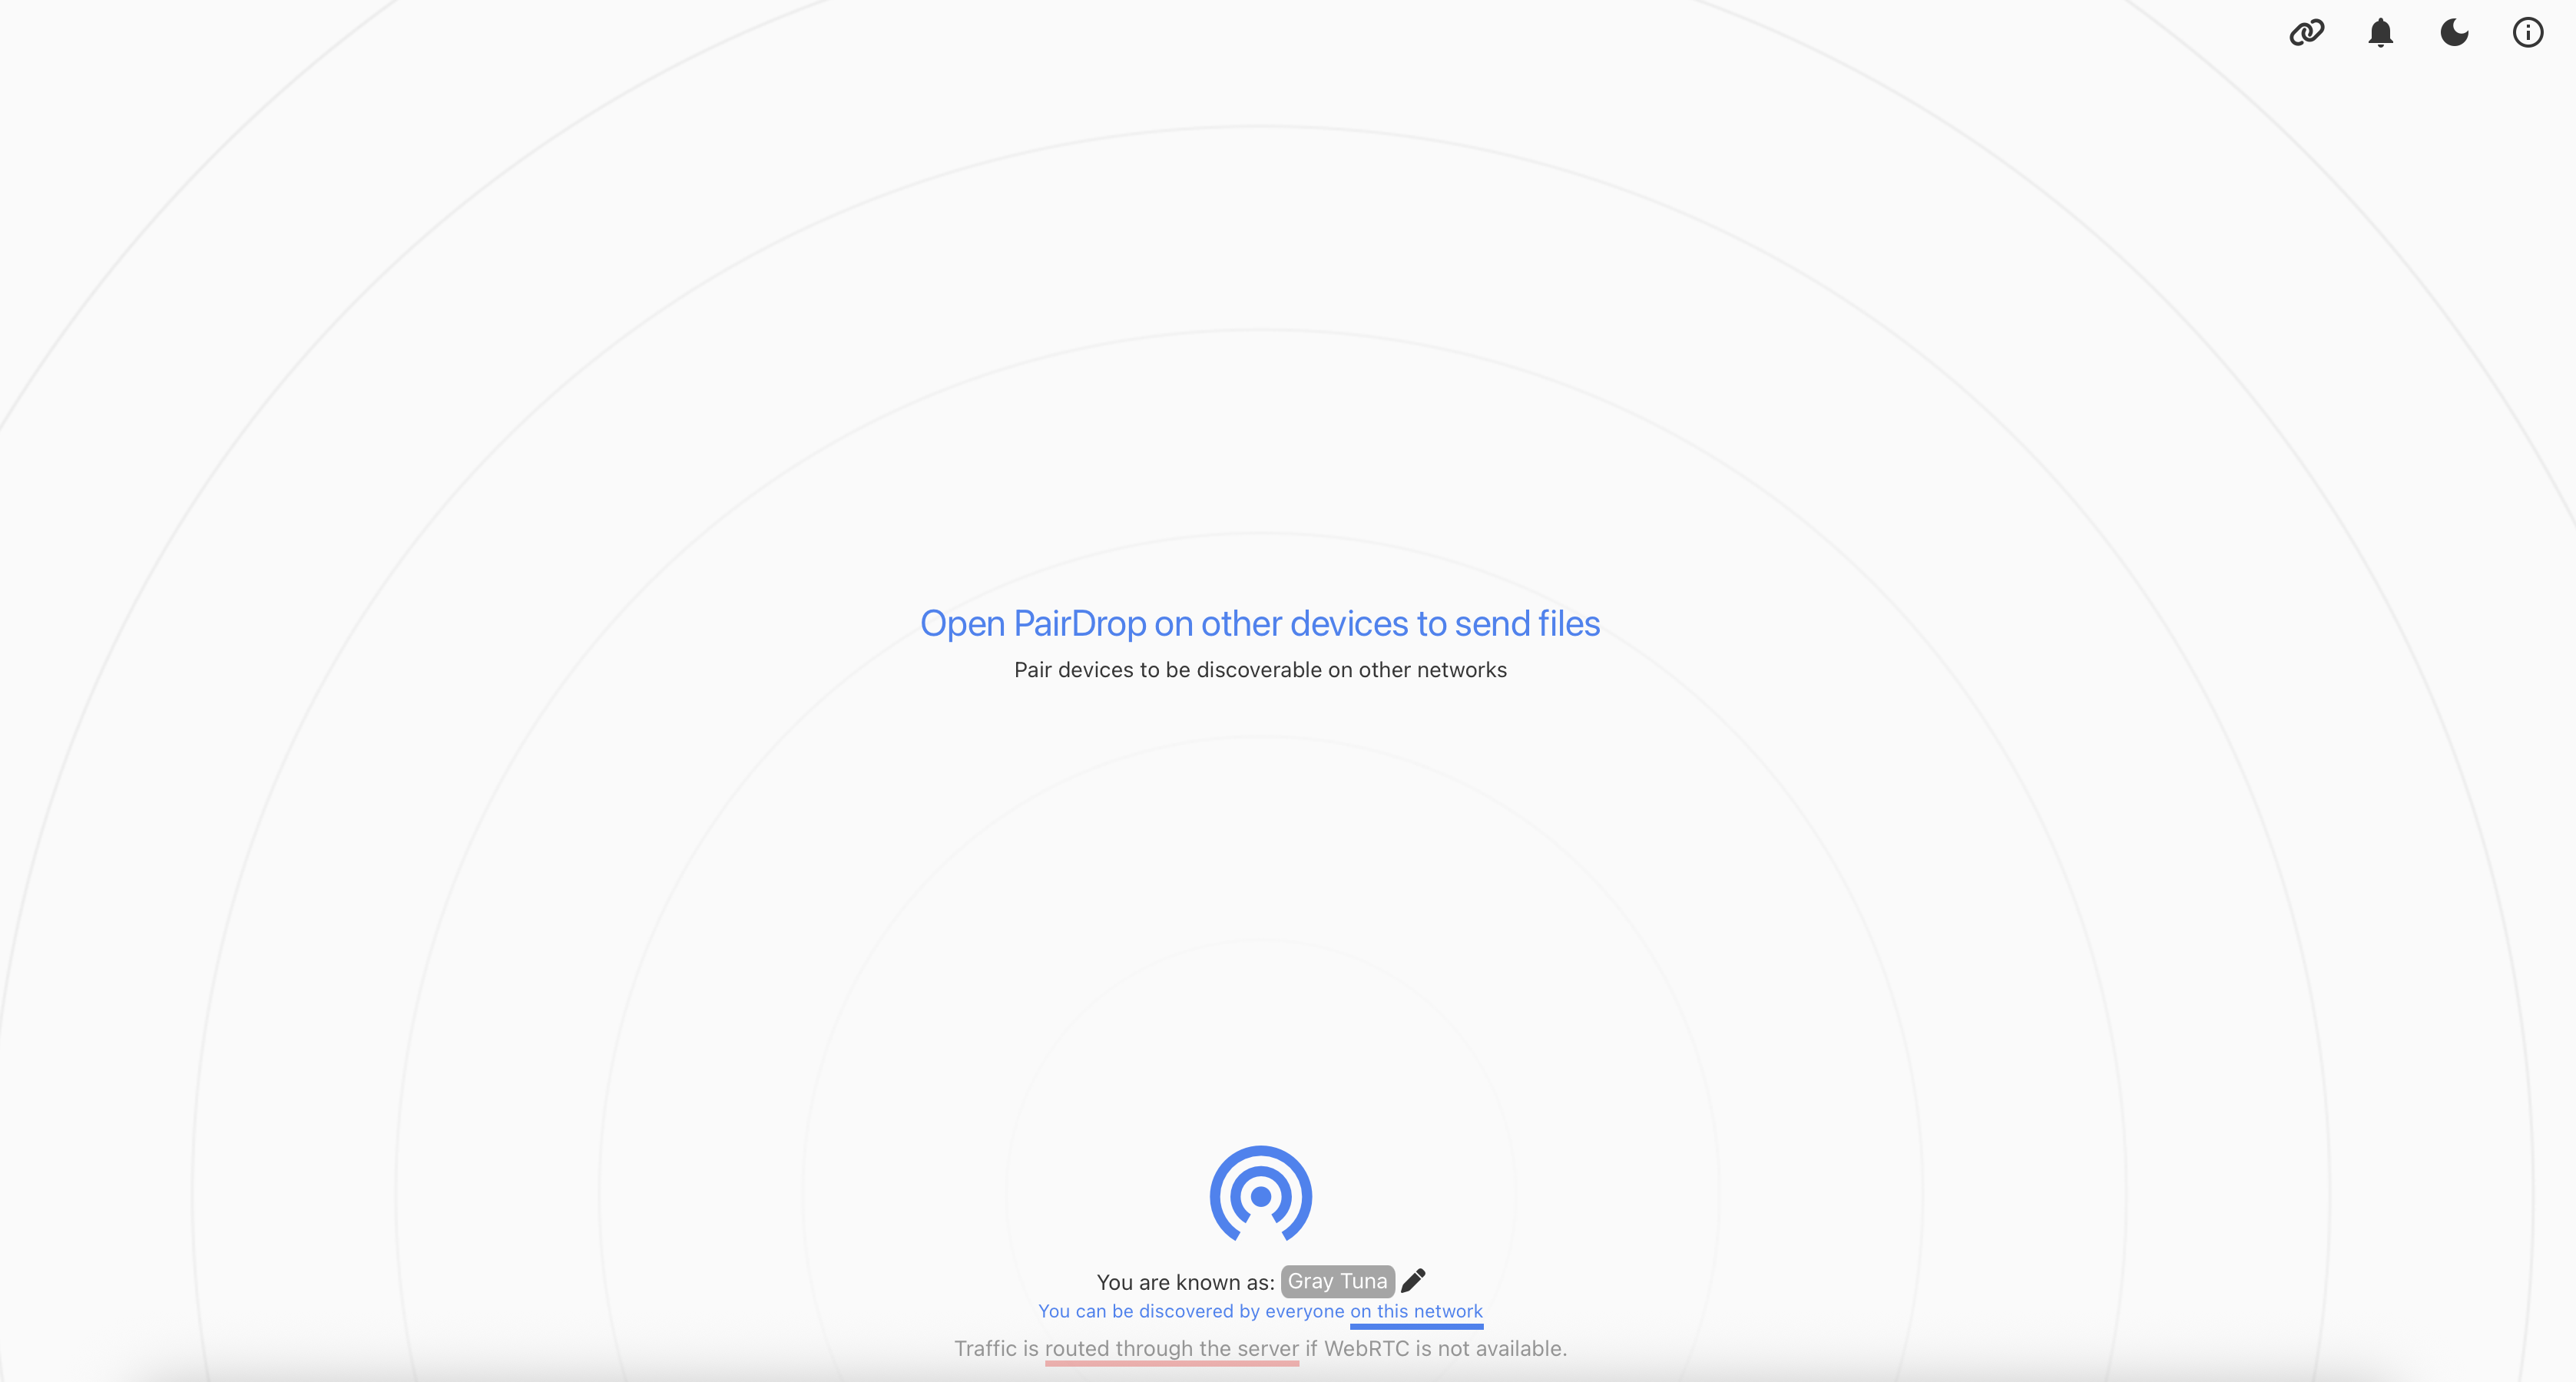 Open PairDrop on other devices to send files
Pair devices to be discoverable on other networks
You are known as: Gray Tuna
You can be discovered by everyone on this network
Traffic is routed through the server if WebRTC is not available.